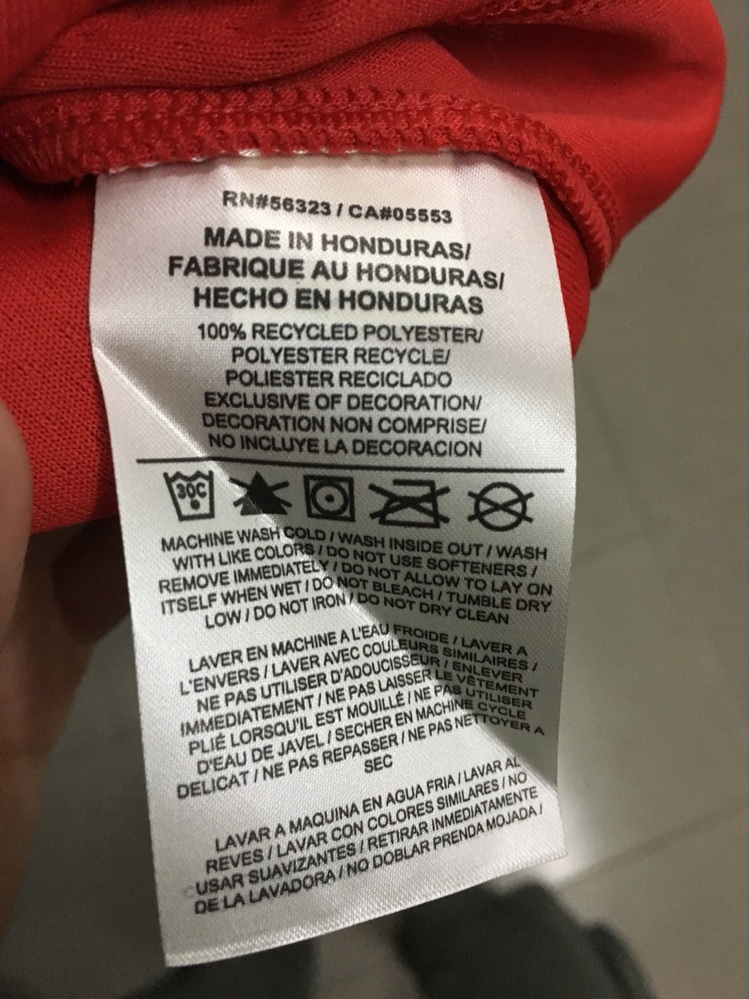 RN#56323 / CA#05553
MADE IN HONDURAS/
FABRIQUE AU HONDURAS/
HECHO EN HONDURAS
100% RECYCLED POLYESTER/
POLYESTER RECYCLE/
POLIESTER RECICLADO
EXCLUSIVE OF DECORATION/
DECORATION NON COMPRISE/
NO INCLUYE LA DECORACION
30C
MACHINE WASH COLD / WASH INSIDE OUT / WASH
WITH LIKE COLORS / DO NOT USE SOFTENERS /
REMOVE IMMEDIATELY / DO NOT ALLOW TO LAY ON
ITSELF WHEN WET / DO NOT BLEACH / TUMBLE DRY
LOW / DO NOT IRON / DO NOT DRY CLEAN
LAVER EN MACHINE A L'EAU FROIDE / LAVER A
L'ENVERS / LAVER AVEC COULEURS SIMILAIRES /
NE PAS UTILISER D'ADOUCISSEUR / ENLEVER
IMMEDIATEMENT / NE PAS LAISSER LE VÊTEMENT
PLIÉ LORSQU'IL EST MOUILLÉ / NE PAS UTILISER
D'EAU DE JAVEL / SECHER EN MACHINE CYCLE
DELICAT / NE PAS REPASSER / NE PAS NETTOYER A
SEC
LAVAR A MAQUINA EN AGUA FRIA / LAVAR AL
REVES / LAVAR CON COLORES SIMILARES / NO
USAR SUAVIZANTES / RETIRAR INMEDIATAMENTE
DE LA LAVADORA / NO DOBLAR PRENDA MOJADA /